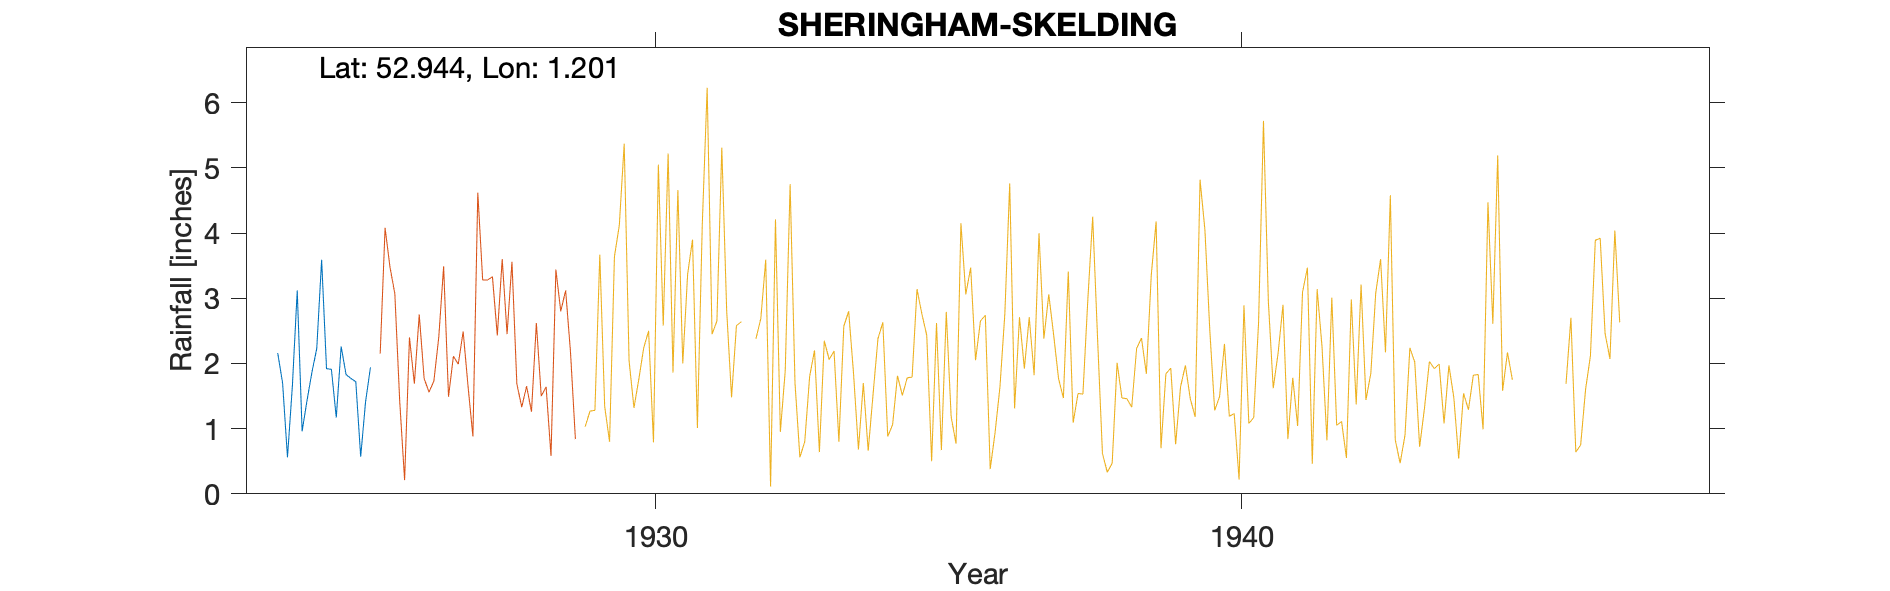 SHERINGHAM-SKELDING
Lat: 52.944, Lon: 1.201
6
5
4
3
2
1
0
Rainfall [inches]
1930
1940
Year